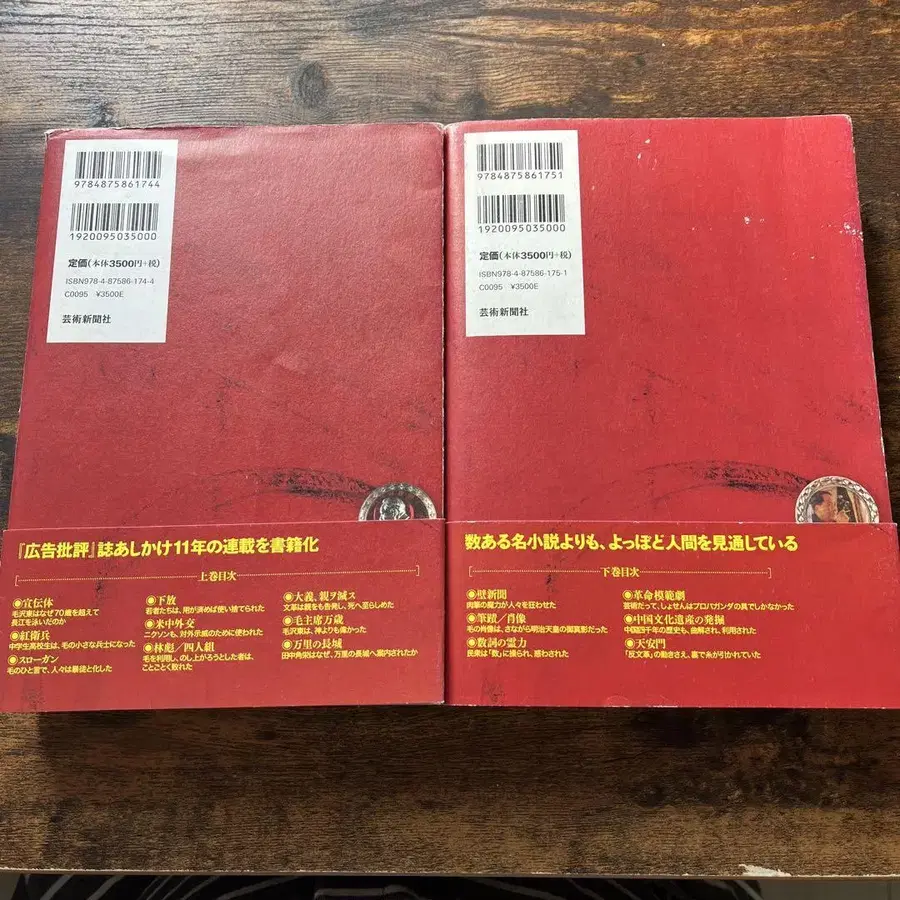 9784875861744
1920095035000
定価(本体3500円+税)
ISBN978-4-87586-174-4
C0095 ¥3500E
芸術新聞社
『広告批評』誌あしかけ11年の連載を書籍化
上巻目次
●宣伝体
毛沢東はなぜ70歳を超えて
長江を泳いだのか
●紅衛兵
中学生高校生は、毛の小さな兵士になった
●スローガン
毛のひと言で、人々は暴徒と化した
●下放
若者たちは、用が済めば使い捨てられた
●米中外交
ニクソンも、対外示威のために使われた
●林彪/四人組
毛を利用し、のし上がろうとした者は、
ことごとく敗れた
●大義、親ヲ滅ス
文革は親をも告発し、死へ至らしめた
●毛主席万歳
毛沢東は、神よりも偉かった
●万里の長城
田中角栄はなぜ、万里の長城へ案内されたか
9784875861751
1920095035000
定価(本体3500円+税)
ISBN978-4-87586-175-1
C0095 ¥3500E
芸術新聞社
数ある名小説よりも、よっぽど人間を見通している
下巻目次
●壁新聞
肉筆の魔力が人々を狂わせた
●筆蹟/肖像
毛の肖像は、さながら明治天皇の御真影だった
●数詞の霊力
民衆は「数」に操られ、惑わされた
●革命模範劇
芸術だって、しょせんはプロパガンダの具でしかなかった
●中国文化遺産の発掘
中国四千年の歴史も、曲解され、利用された
●天安門
「反文革」の動きさえ、裏で糸が引かれていた